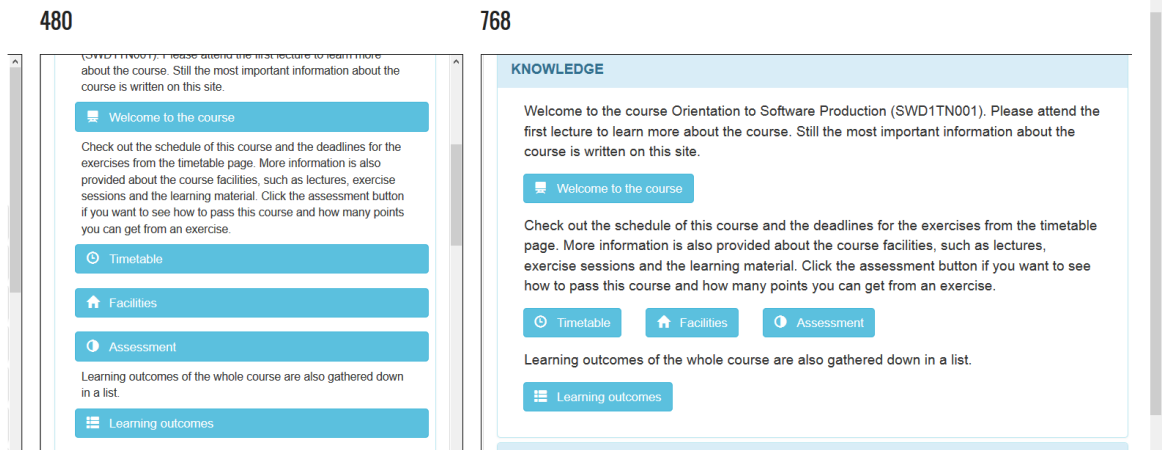 480
(SWD1TN001). Please attend the first lecture to learn more
about the course. Still the most important information about the
course is written on this site.
Welcome to the course
Check out the schedule of this course and the deadlines for the
exercises from the timetable page. More information is also
provided about the course facilities, such as lectures, exercise
sessions and the learning material. Click the assessment button
if you want to see how to pass this course and how many points
you can get from an exercise.
Timetable
Facilities
Assessment
Learning outcomes of the whole course are also gathered down
in a list.
Learning outcomes
768
KNOWLEDGE
Welcome to the course Orientation to Software Production (SWD1TN001). Please attend the
first lecture to learn more about the course. Still the most important information about the
course is written on this site.
Welcome to the course
Check out the schedule of this course and the deadlines for the exercises from the timetable
page. More information is also provided about the course facilities, such as lectures,
exercise sessions and the learning material. Click the assessment button if you want to see
how to pass this course and how many points you can get from an exercise.
Timetable
Facilities
Assessment
Learning outcomes of the whole course are also gathered down in a list.
Learning outcomes